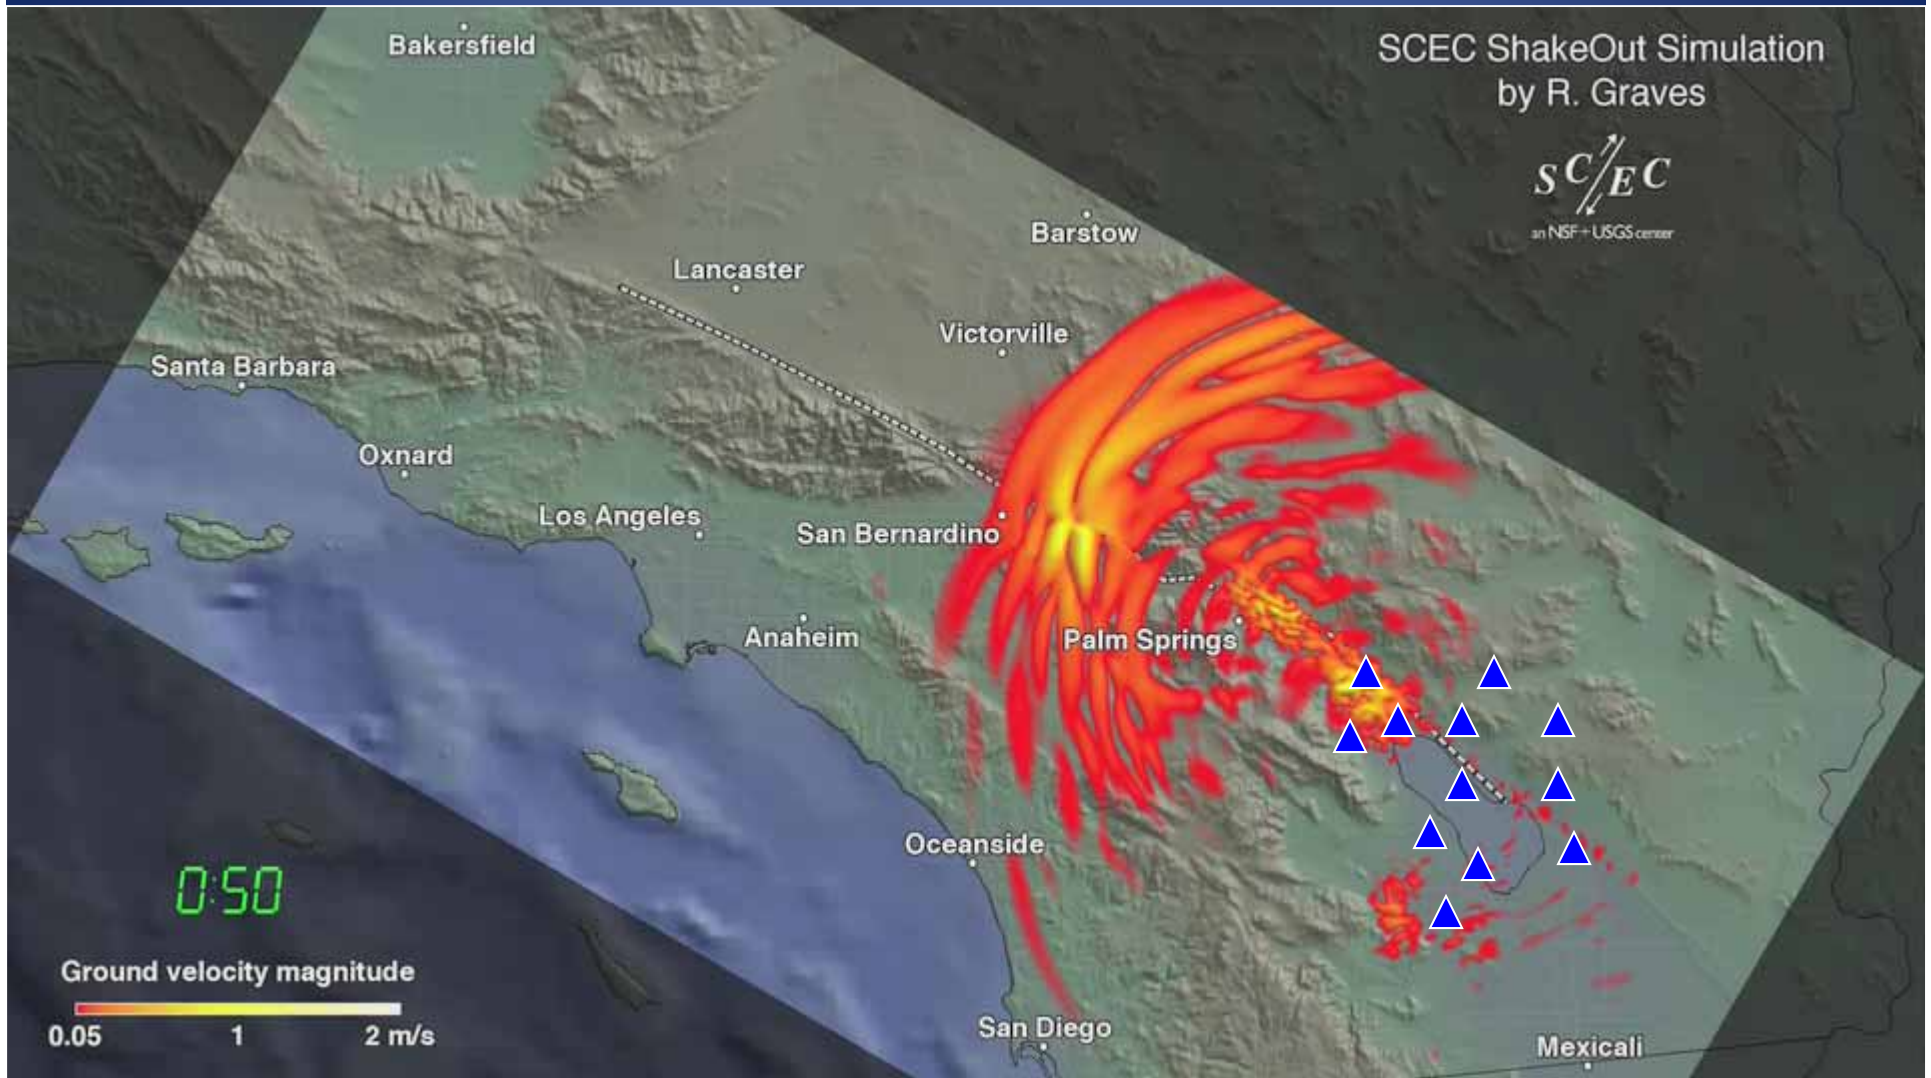 Bakersfield
SCEC ShakeOut Simulation
by R. Graves
S C E C
an NSF+USGS center
Barstow
Lancaster
Victorville
Santa Barbara
Oxnard
Los Angeles
San Bernardino
Anaheim
Palm Springs
Oceanside
0:50
Ground velocity magnitude
0.05 1 2 m/s
San Diego
Mexicali